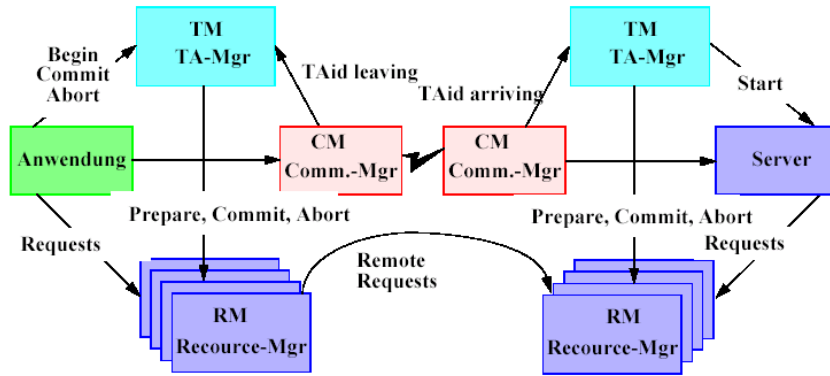 TM
TA-Mgr
TM
TA-Mgr
Begin
Commit
Abort
TAid leaving
TAid arriving
Start
Anwendung
CM
Comm.-Mgr
CM
Comm.-Mgr
Server
Prepare, Commit, Abort
Prepare, Commit, Abort
Requests
Remote
Requests
Requests
RM
Recource-Mgr
RM
Recource-Mgr